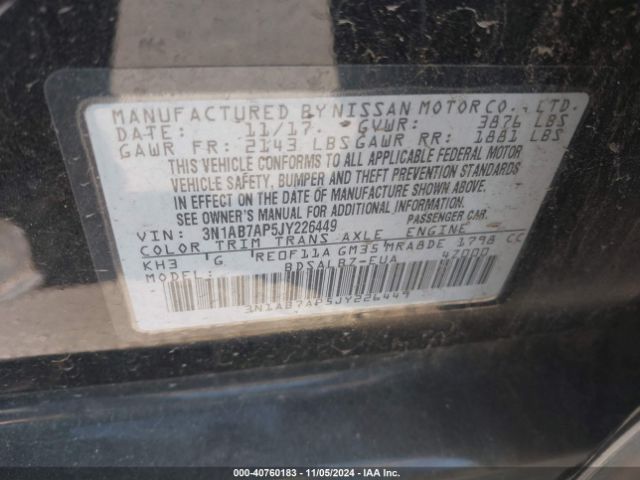 MANUFACTURED BY NISSAN MOTOR CO., LTD.
DATE: 11/17 GVWR: 3876 LBS
GAWR FR: 2143 LBS GAWR RR: 1881 LBS
THIS VEHICLE CONFORMS TO ALL APPLICABLE FEDERAL MOTOR
VEHICLE SAFETY, BUMPER AND THEFT PREVENTION STANDARDS
IN EFFECT ON THE DATE OF MANUFACTURE SHOWN ABOVE.
SEE OWNER'S MANUAL FOR ADDITIONAL INFORMATION.
VIN: 3N1AB7AP5JY226449 PASSENGER CAR
COLOR TRIM TRANS AXLE ENGINE
KH3 G RE0F11A GM35 MRA8DE 1798 CC
MODEL: BDSALBZ-EUA 47000
3N1AB7AP5JY226449
000-40760183 - 11/05/2024 - IAA Inc.